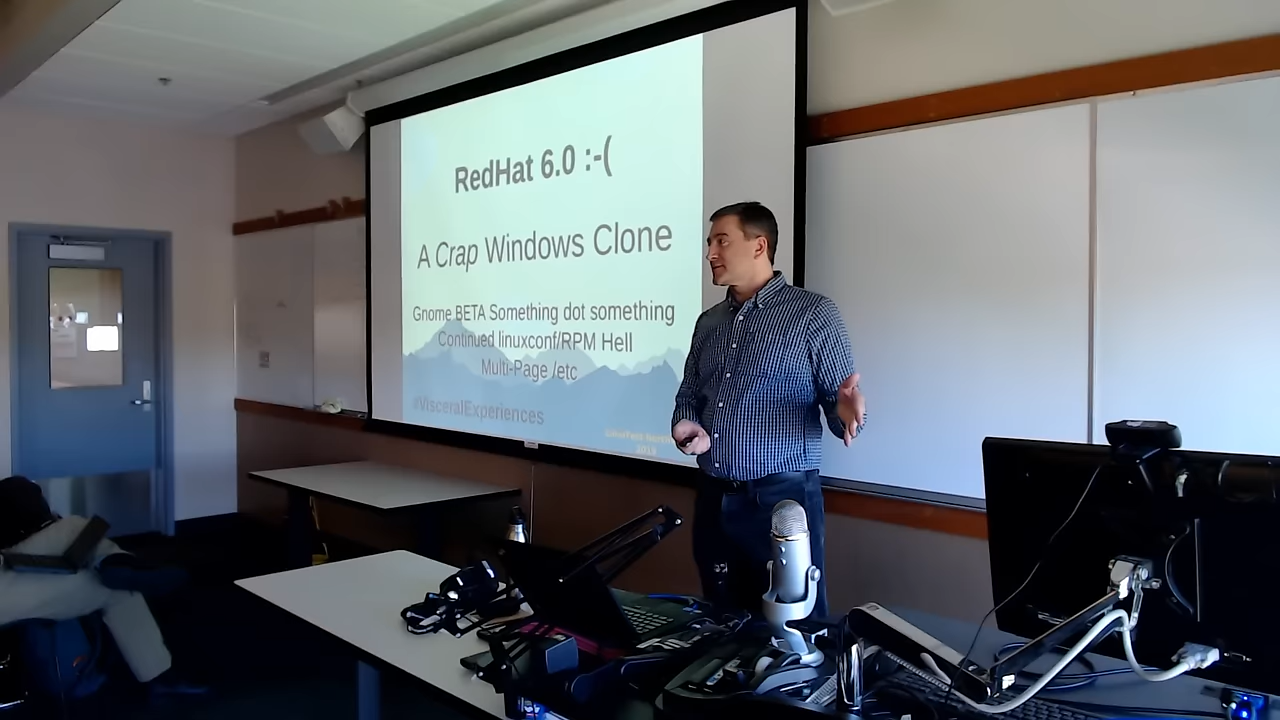 RedHat 6.0 :-(
A Crap Windows Clone
Gnome BETA Something dot something
Continued linuxconf/RPM Hell
Multi-Page /etc
#VisceralExperiences
LinuxFest